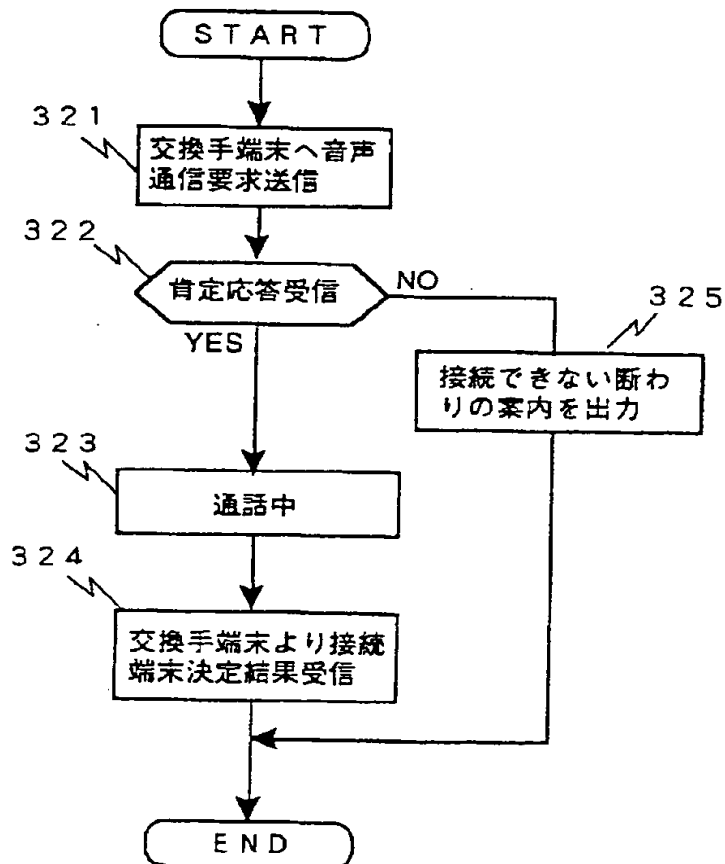 START
321
交換手端末へ音声
通信要求送信
322
肯定応答受信
NO
YES
325
接続できない断わ
りの案内を出力
323
通話中
324
交換手端末より接続
端末決定結果受信
END